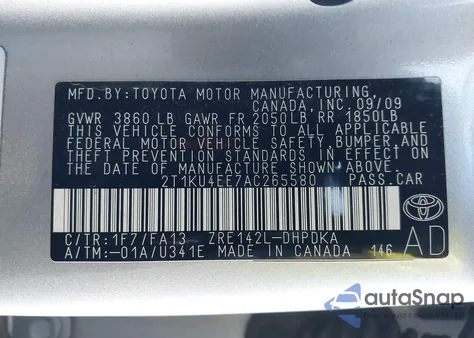 MFD.BY:TOYOTA MOTOR MANUFACTURING,
CANADA,INC.09/09
GVWR 3860LB GAWR FR 2050LB RR 1850LB
THIS VEHICLE CONFORMS TO ALL APPLICABLE
FEDERAL MOTOR VEHICLE SAFETY,BUMPER,AND
THEFT PREVENTION STANDARDS IN EFFECT ON
THE DATE OF MANUFACTURE SHOWN ABOVE.
2T1KU4EE7AC265580 PASS.CAR
C/TR:1F7/FA13 ZRE142L-DHPDKA
A/TM:-01A/U341E MADE IN CANADA 146
TOYOTA
AD
autoSnap